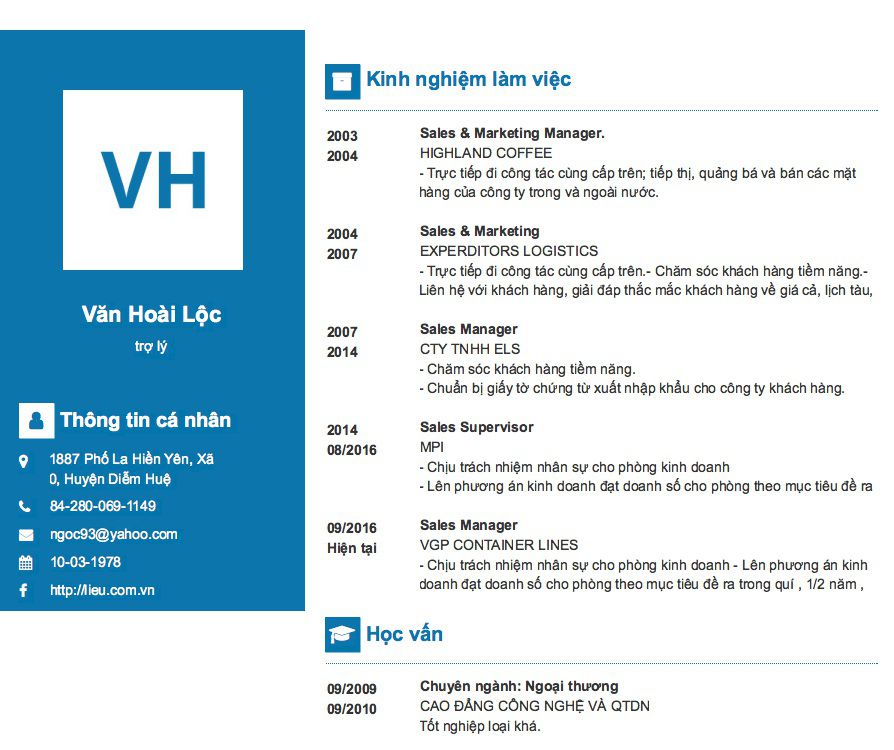 VH
Văn Hoài Lộc
trợ lý
Thông tin cá nhân
1887 Phố La Hiền Yên, Xã
0, Huyện Diễm Huệ
84-280-069-1149
ngoc93@yahoo.com
10-03-1978
http://lieu.com.vn
Kinh nghiệm làm việc
2003
2004
Sales & Marketing Manager.
HIGHLAND COFFEE
- Trực tiếp đi công tác cùng cấp trên; tiếp thị, quảng bá và bán các mặt
hàng của công ty trong và ngoài nước.
2004
2007
Sales & Marketing
EXPERDITORS LOGISTICS
- Trực tiếp đi công tác cùng cấp trên.- Chăm sóc khách hàng tiềm năng.-
Liên hệ với khách hàng, giải đáp thắc mắc khách hàng về giá cả, lịch tàu,
2007
2014
Sales Manager
CTY TNHH ELS
- Chăm sóc khách hàng tiềm năng.
- Chuẩn bị giấy tờ chứng từ xuất nhập khẩu cho công ty khách hàng.
2014
08/2016
Sales Supervisor
MPI
- Chịu trách nhiệm nhân sự cho phòng kinh doanh
- Lên phương án kinh doanh đạt doanh số cho phòng theo mục tiêu đề ra
09/2016
Hiện tại
Sales Manager
VGP CONTAINER LINES
- Chịu trách nhiệm nhân sự cho phòng kinh doanh - Lên phương án kinh
doanh đạt doanh số cho phòng theo mục tiêu đề ra trong quí , 1/2 năm ,
Học vấn
09/2009
09/2010
Chuyên ngành: Ngoại thương
CAO ĐẲNG CÔNG NGHỆ VÀ QTDN
Tốt nghiệp loại khá.